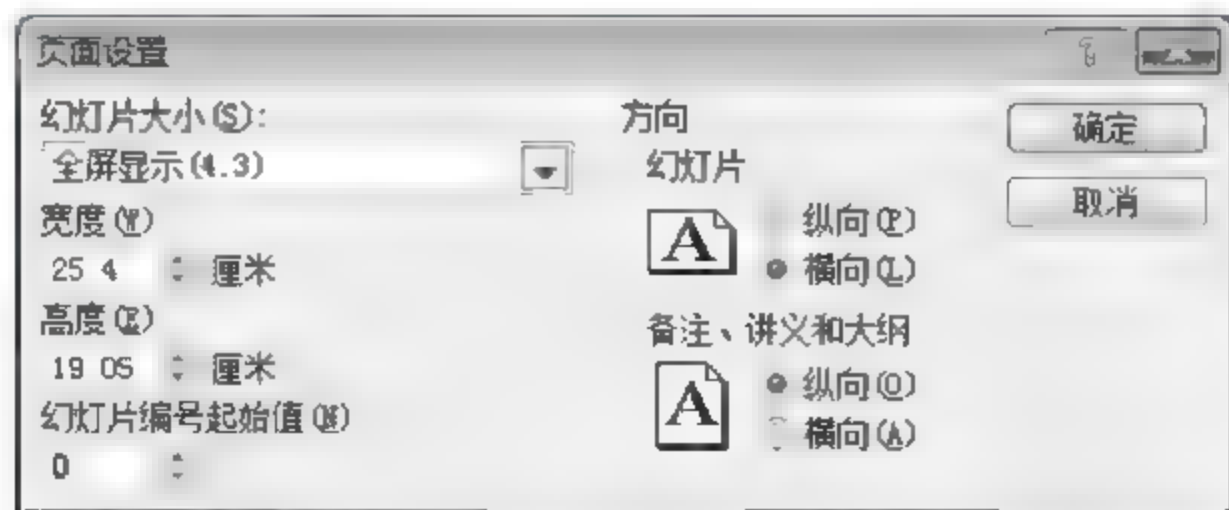 页面设置
幻灯片大小(S):
全屏显示(4.3)
宽度(W)
25 4 厘米
高度(E)
19 05 厘米
幻灯片编号起始值(N)
0
方向
幻灯片
A
纵向(P)
横向(L)
备注、讲义和大纲
A
纵向(O)
横向(A)
确定
取消